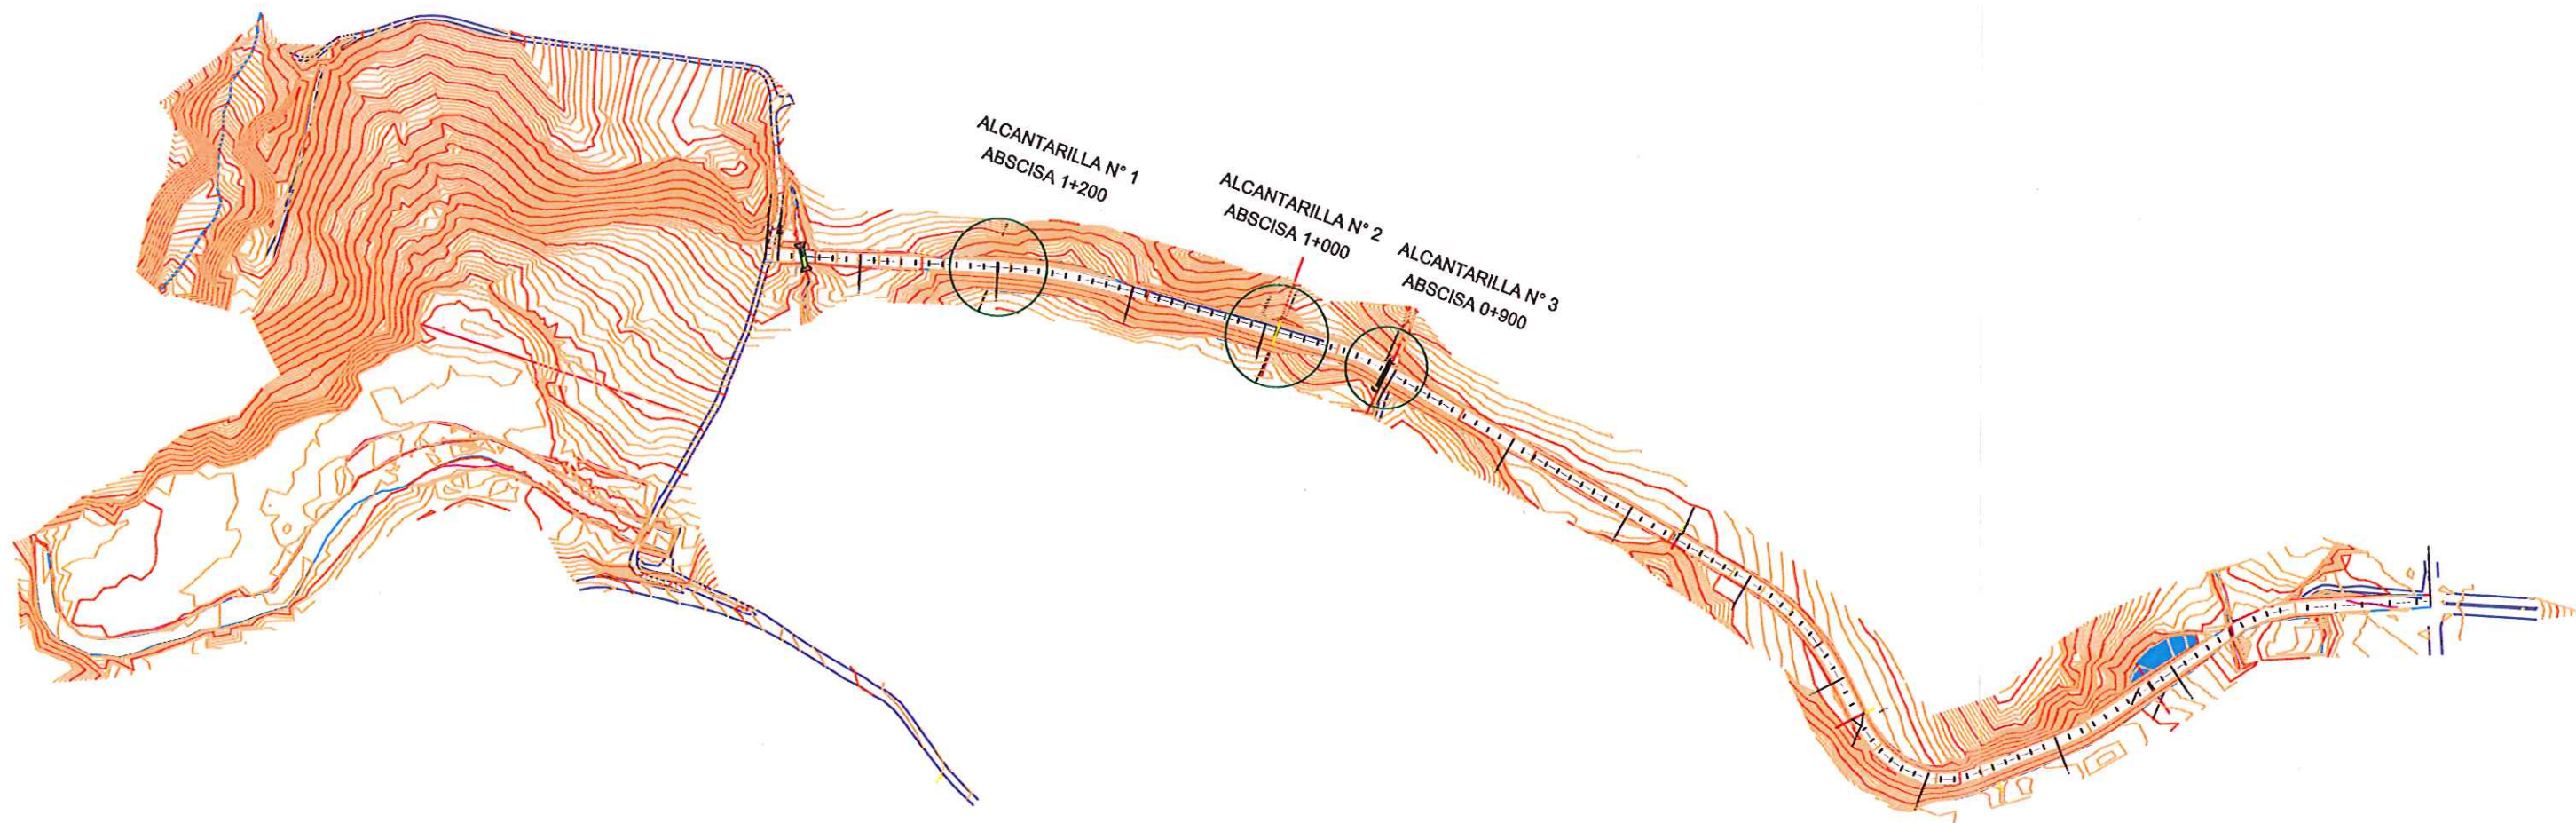 ALCANTARILLA N° 1
ABSCISA 1+200
ALCANTARILLA N° 2
ABSCISA 1+000
ALCANTARILLA N° 3
ABSCISA 0+900